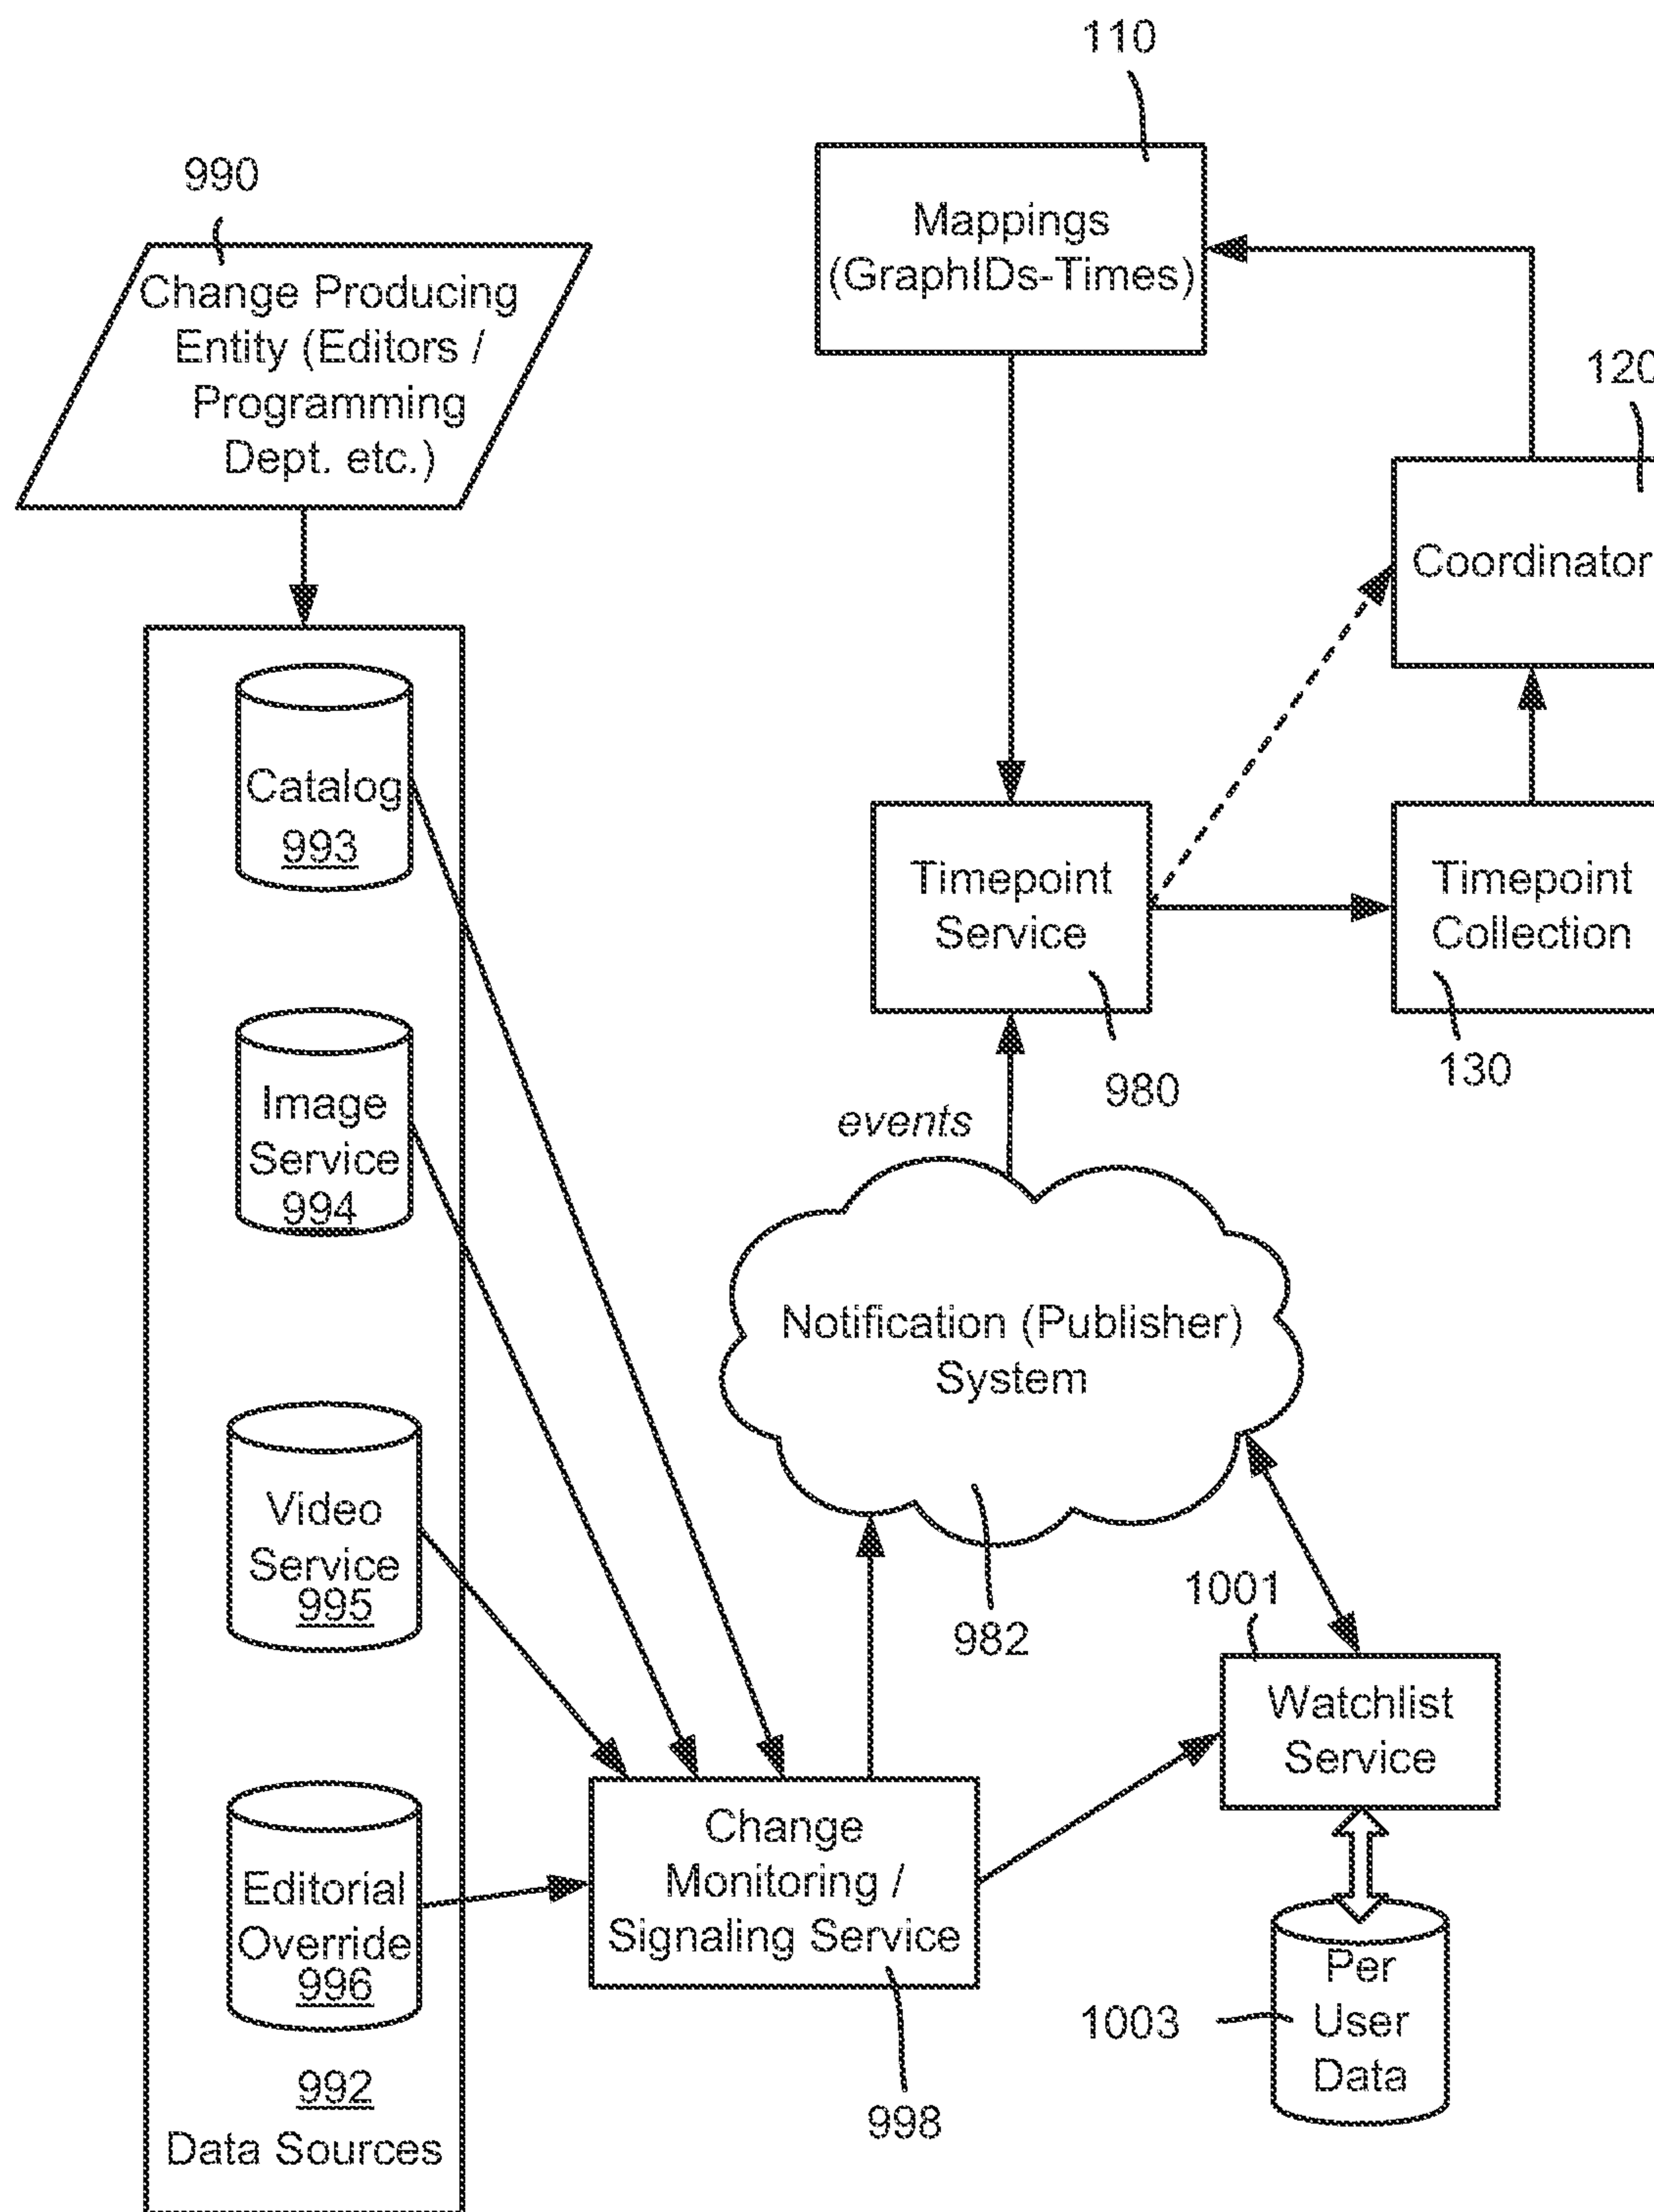 110
990
Mappings
(GraphIDs-Times)
Change Producing
Entity (Editors /
Programming
Dept. etc.)
120
Coordinator
Catalog
993
Timepoint
Service
Timepoint
Collection
980
130
Image
Service
994
events
Notification (Publisher)
System
Video
Service
995
982
1001
Watchlist
Service
Change
Monitoring /
Signaling Service
Editorial
Override
996
Per
User
Data
1003
998
992
Data Sources